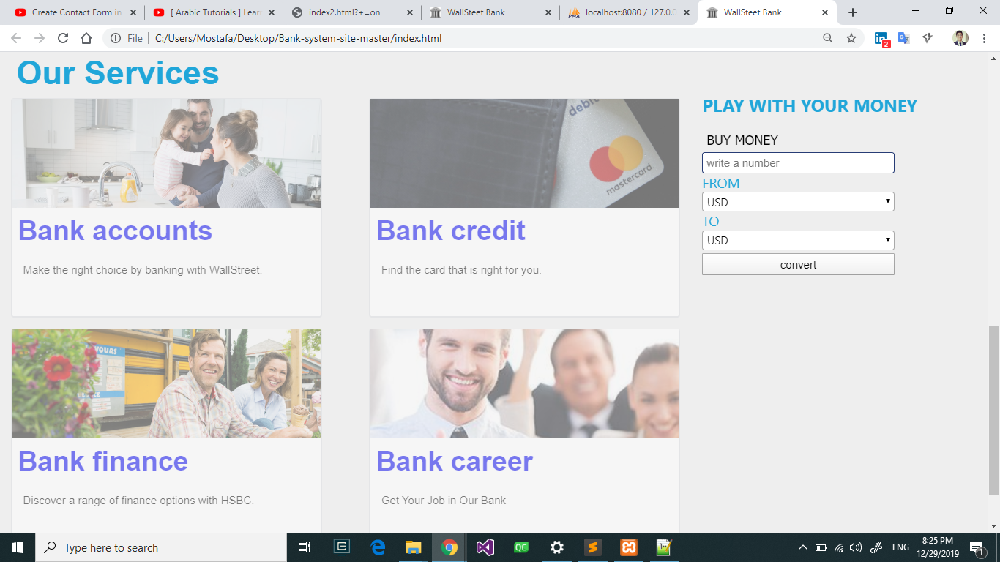 Create Contact Form in
[ Arabic Tutorials ] Lear
index2.html?+=on
WallSteet Bank
localhost:8080 / 127.0.0
WallSteet Bank
File
C:/Users/Mostafa/Desktop/Bank-system-site-master/index.html
2
Our Services
PLAY WITH YOUR MONEY
BUY MONEY
write a number
FROM
USD
TO
USD
convert
debit
mastercard.
Bank accounts
Bank credit
Make the right choice by banking with WallStreet.
Find the card that is right for you.
YOURS
Bank finance
Bank career
Discover a range of finance options with HSBC.
Get Your Job in Our Bank
Type here to search
QC
ENG
8:25 PM
12/29/2019
1